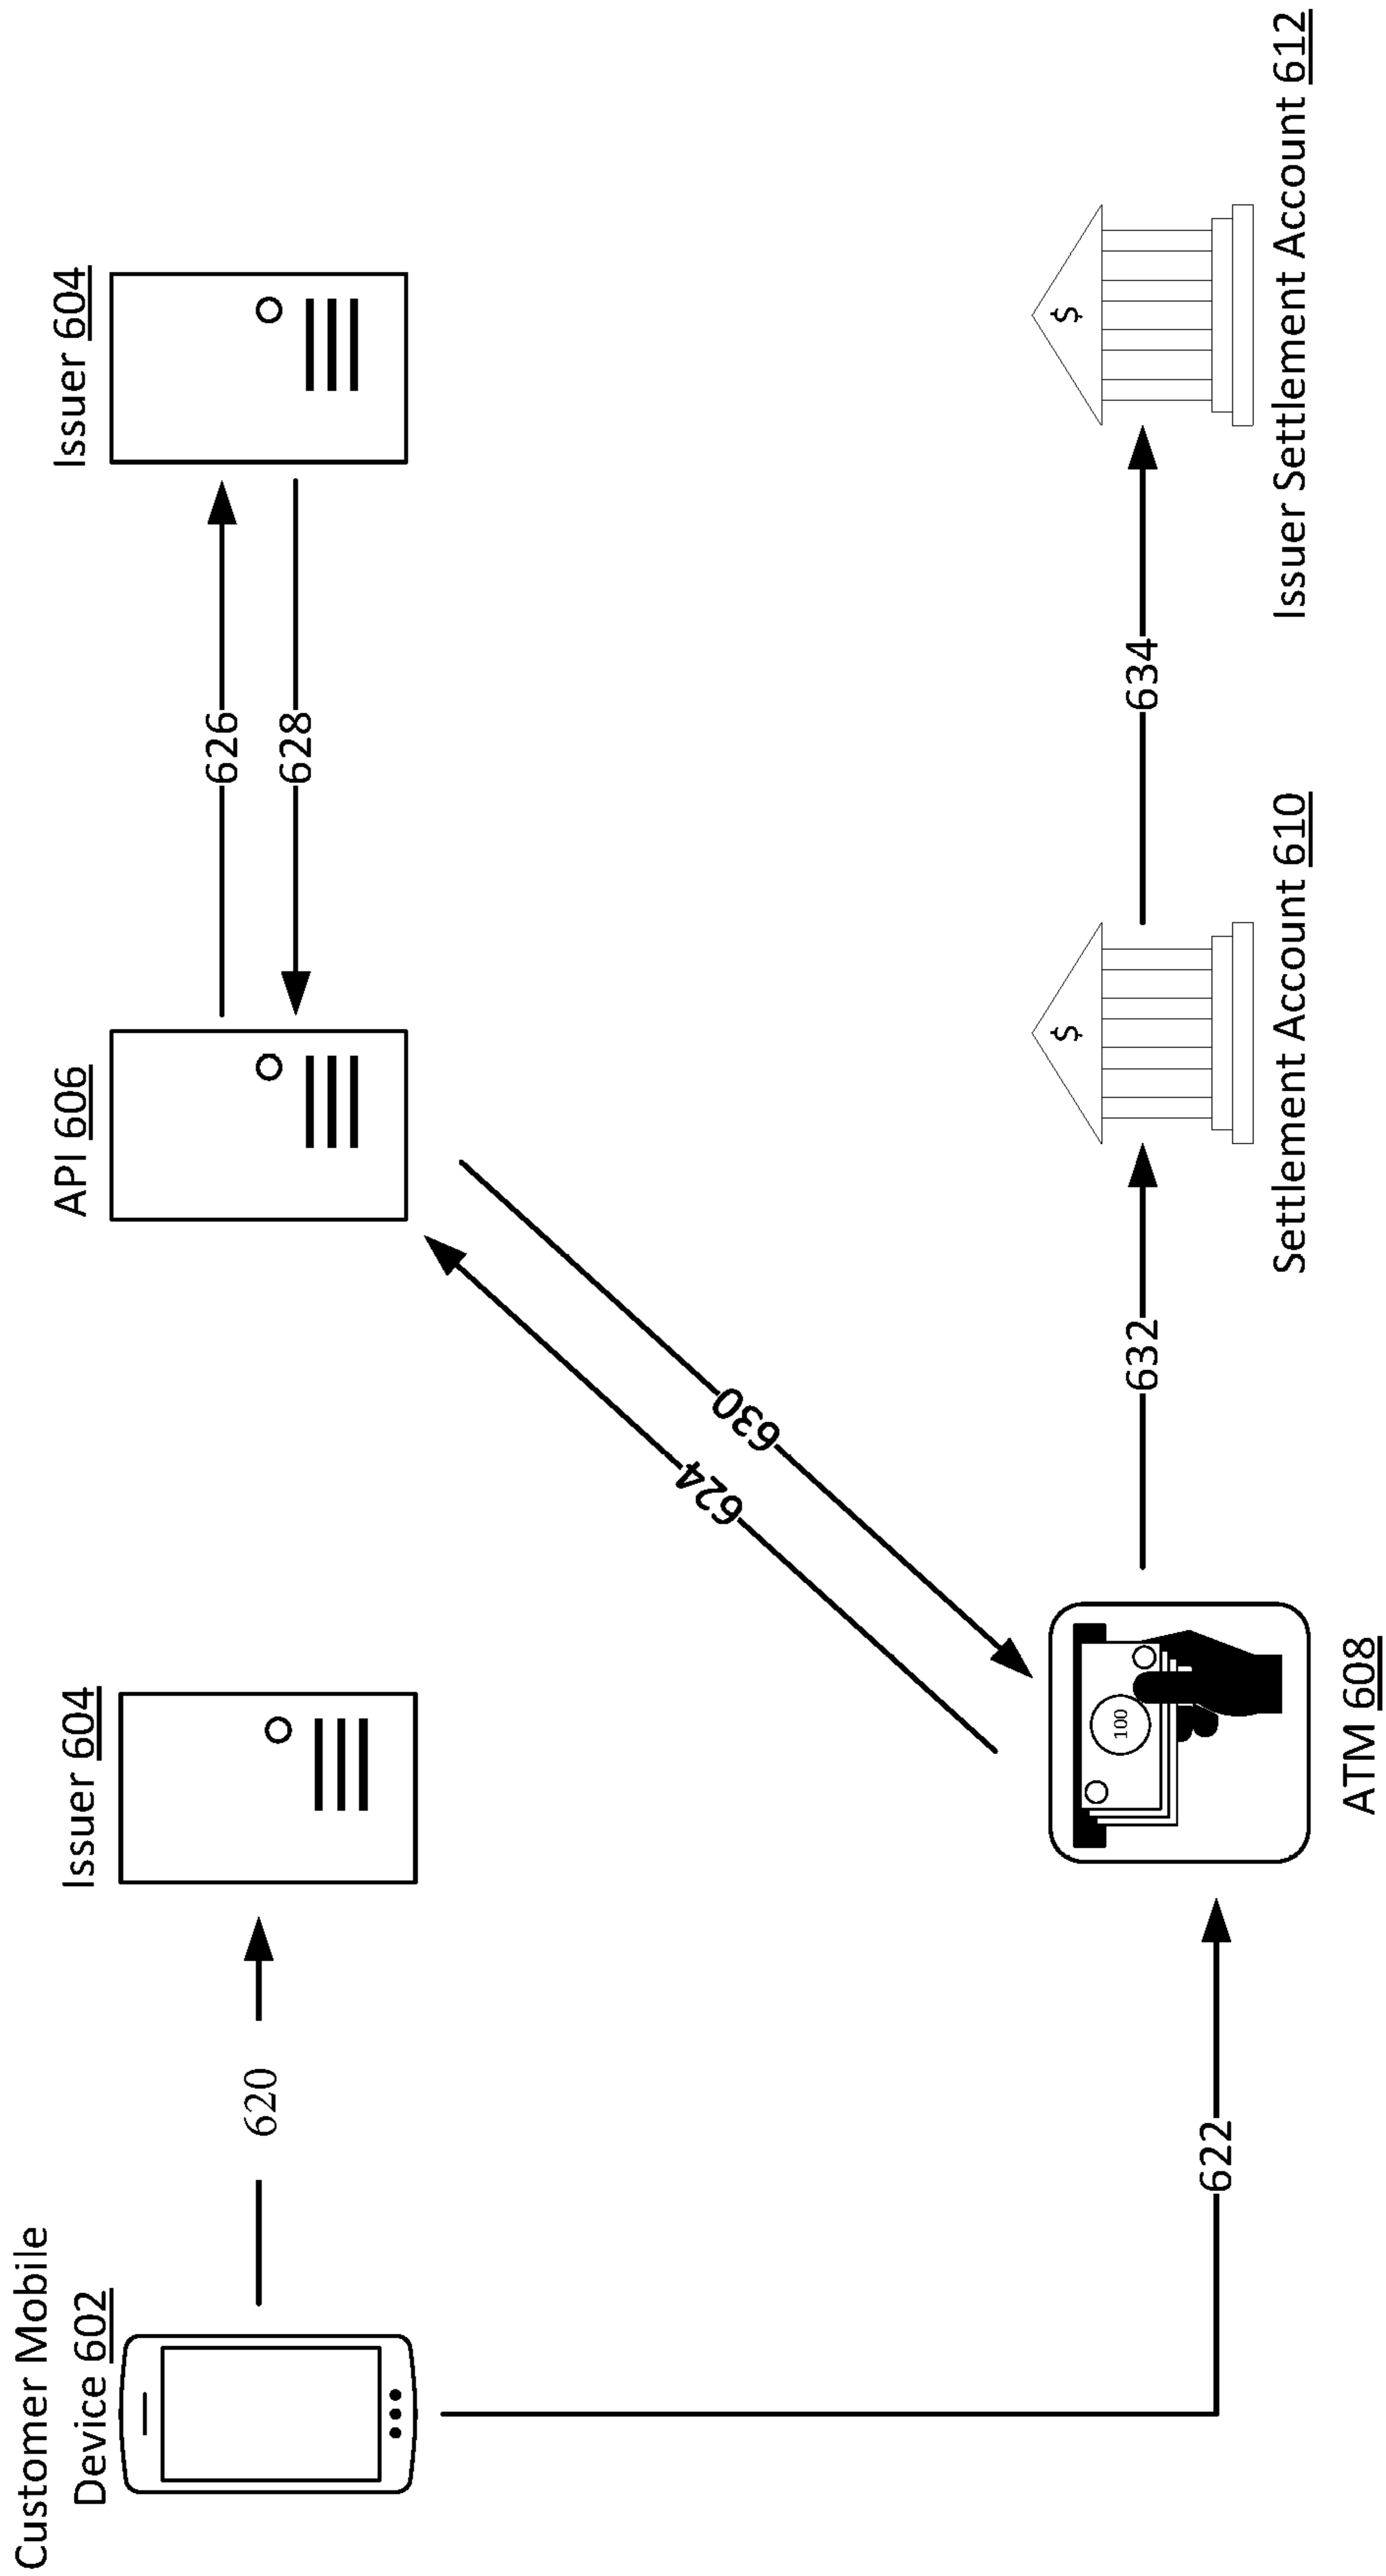 Customer Mobile
Device 602
620
Issuer 604
API 606
626
628
Issuer 604
624
630
622
100
ATM 608
632
$
Settlement Account 610
634
$
Issuer Settlement Account 612